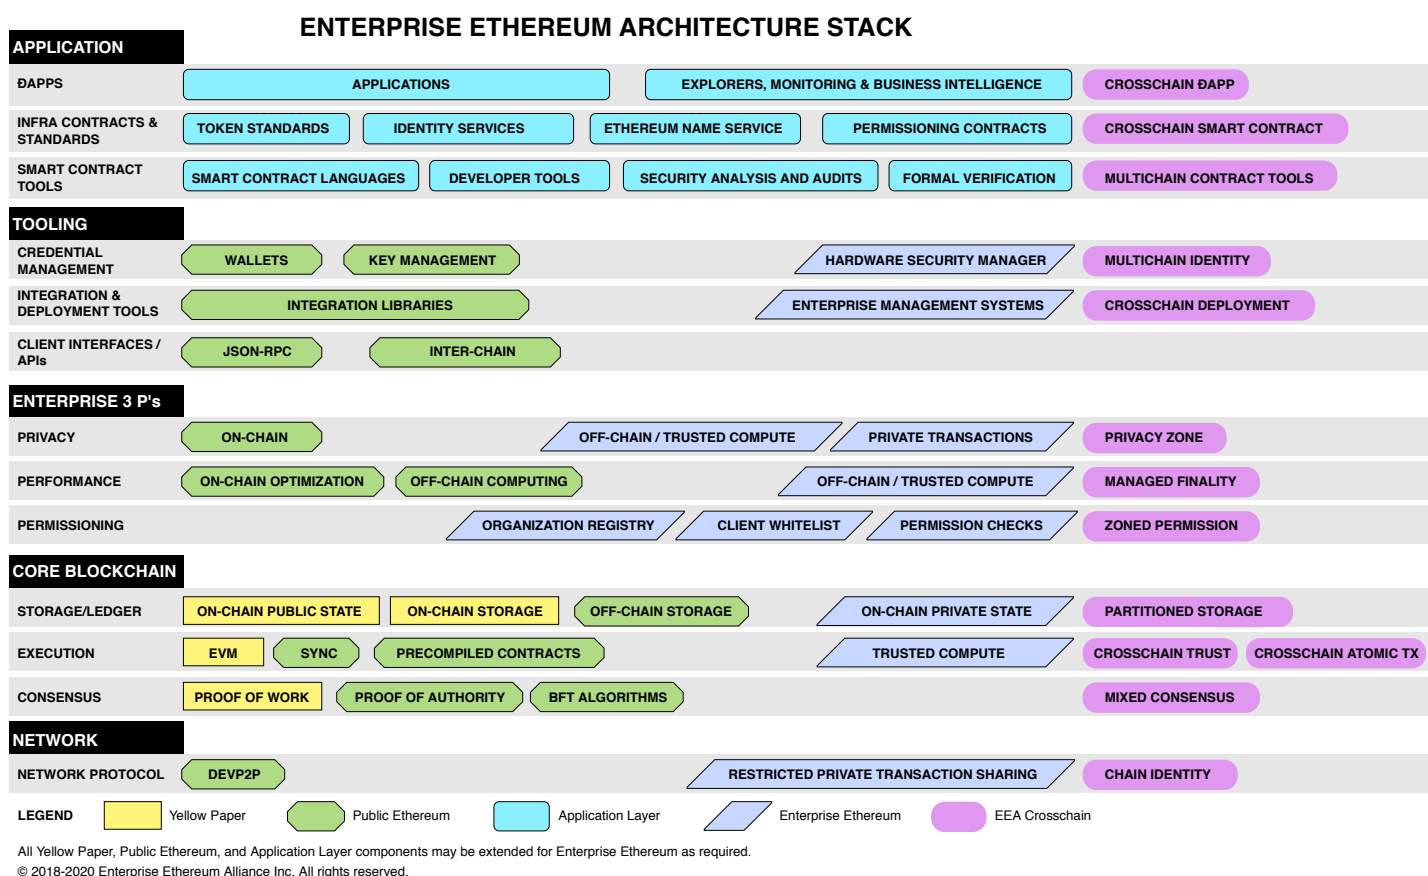 ENTERPRISE ETHEREUM ARCHITECTURE STACK
APPLICATION
ĐAPPS
APPLICATIONS
EXPLORERS, MONITORING & BUSINESS INTELLIGENCE
CROSSCHAIN ĐAPP
INFRA CONTRACTS &
STANDARDS
TOKEN STANDARDS
IDENTITY SERVICES
ETHEREUM NAME SERVICE
PERMISSIONING CONTRACTS
CROSSCHAIN SMART CONTRACT
SMART CONTRACT
TOOLS
SMART CONTRACT LANGUAGES
DEVELOPER TOOLS
SECURITY ANALYSIS AND AUDITS
FORMAL VERIFICATION
MULTICHAIN CONTRACT TOOLS
TOOLING
CREDENTIAL
MANAGEMENT
WALLETS
KEY MANAGEMENT
HARDWARE SECURITY MANAGER
MULTICHAIN IDENTITY
INTEGRATION &
DEPLOYMENT TOOLS
INTEGRATION LIBRARIES
ENTERPRISE MANAGEMENT SYSTEMS
CROSSCHAIN DEPLOYMENT
CLIENT INTERFACES /
APIs
JSON-RPC
INTER-CHAIN
ENTERPRISE 3 P's
PRIVACY
ON-CHAIN
OFF-CHAIN / TRUSTED COMPUTE
PRIVATE TRANSACTIONS
PRIVACY ZONE
PERFORMANCE
ON-CHAIN OPTIMIZATION
OFF-CHAIN COMPUTING
OFF-CHAIN / TRUSTED COMPUTE
MANAGED FINALITY
PERMISSIONING
ORGANIZATION REGISTRY
CLIENT WHITELIST
PERMISSION CHECKS
ZONED PERMISSION
CORE BLOCKCHAIN
STORAGE/LEDGER
ON-CHAIN PUBLIC STATE
ON-CHAIN STORAGE
OFF-CHAIN STORAGE
ON-CHAIN PRIVATE STATE
PARTITIONED STORAGE
EXECUTION
EVM
SYNC
PRECOMPILED CONTRACTS
TRUSTED COMPUTE
CROSSCHAIN TRUST
CROSSCHAIN ATOMIC TX
CONSENSUS
PROOF OF WORK
PROOF OF AUTHORITY
BFT ALGORITHMS
MIXED CONSENSUS
NETWORK
NETWORK PROTOCOL
DEVP2P
RESTRICTED PRIVATE TRANSACTION SHARING
CHAIN IDENTITY
LEGEND
Yellow Paper
Public Ethereum
Application Layer
Enterprise Ethereum
EEA Crosschain
All Yellow Paper, Public Ethereum, and Application Layer components may be extended for Enterprise Ethereum as required.
© 2018-2020 Enterprise Ethereum Alliance Inc. All rights reserved.